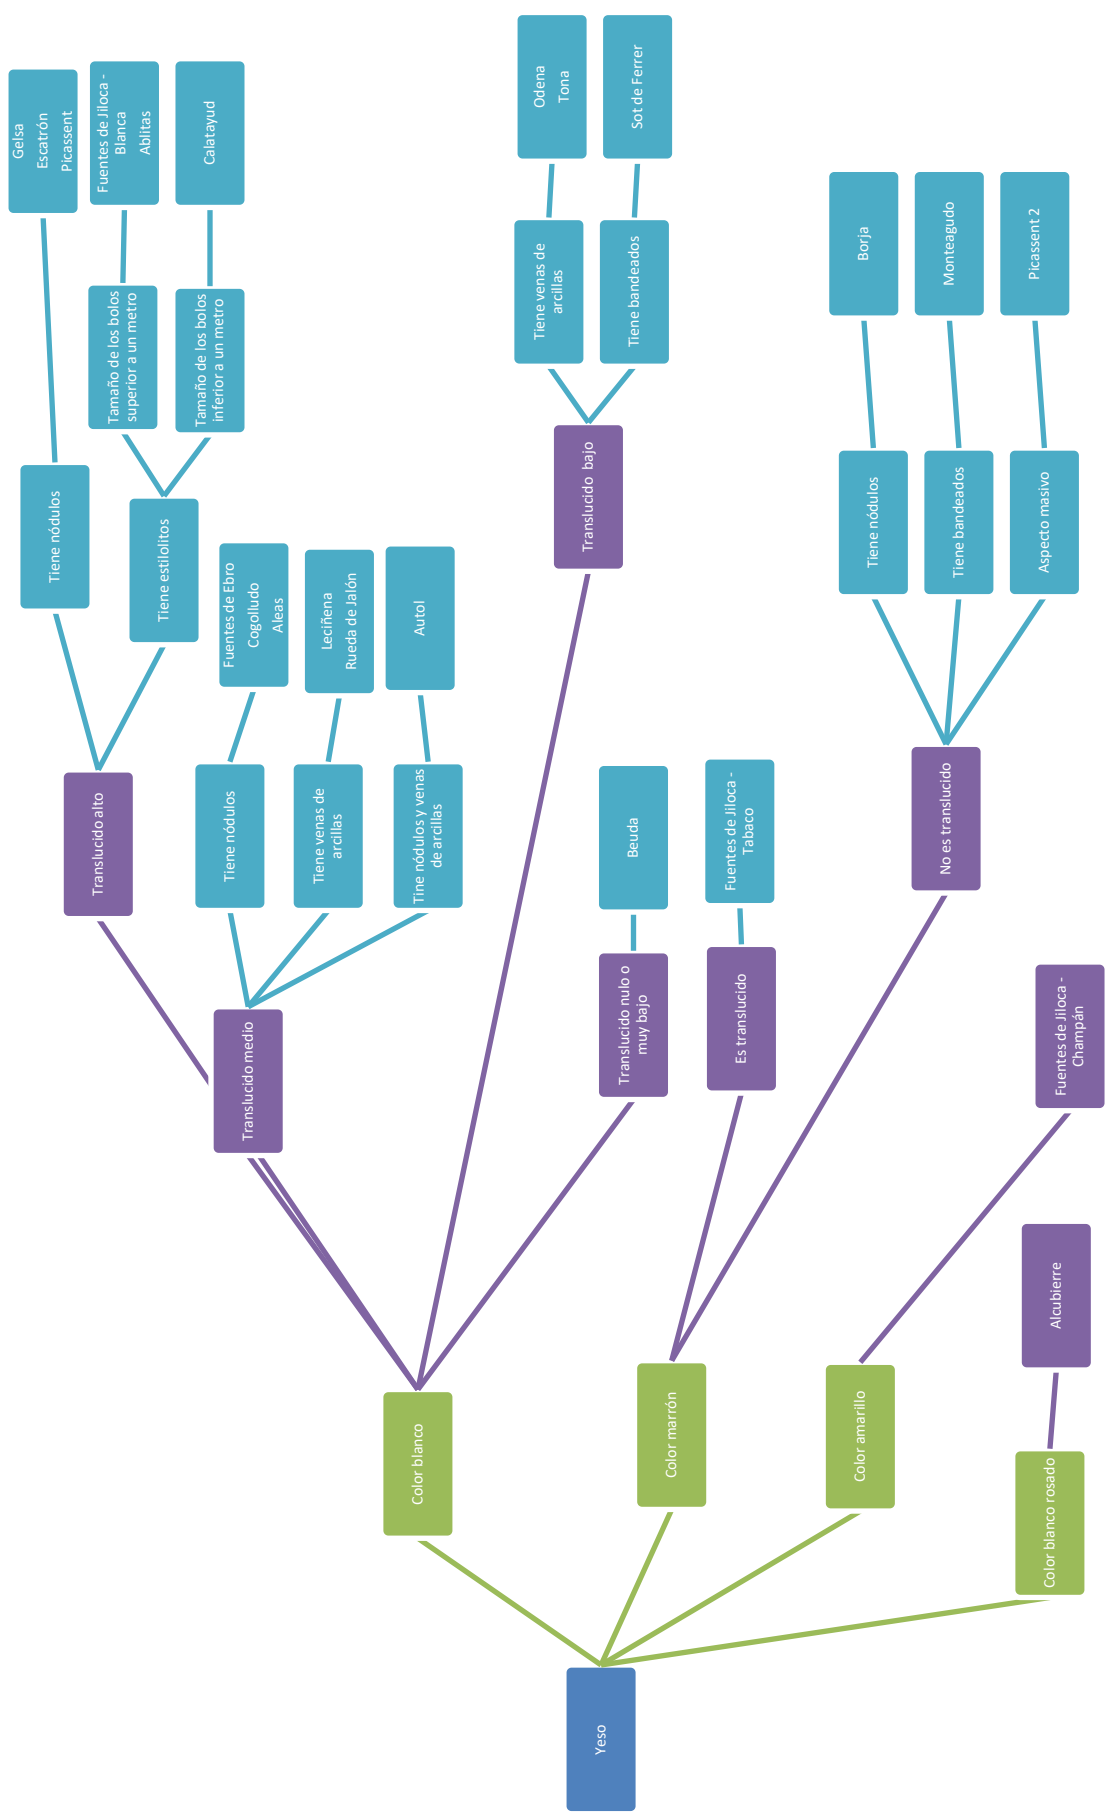 Yeso
Color blanco
Translucido alto
Tiene nódulos
Gelsa
Escatrón
Picassent
Tiene estilolitos
Tamaño de los bolos
superior a un metro
Fuentes de Jiloca -
Blanca
Ablitas
Tamaño de los bolos
inferior a un metro
Calatayud
Translucido medio
Tiene nódulos
Fuentes de Ebro
Cogolludo
Aleas
Tiene venas de
arcillas
Leciñena
Rueda de Jalón
Tine nódulos y venas
de arcillas
Autol
Translucido  bajo
Tiene venas de
arcillas
Odena
Tona
Tiene bandeados
Sot de Ferrer
Translucido nulo o
muy bajo
Beuda
Color marrón
Es translucido
Fuentes de Jiloca -
Tabaco
No es translucido
Tiene nódulos
Borja
Tiene bandeados
Monteagudo
Aspecto masivo
Picassent 2
Color amarillo
Fuentes de Jiloca -
Champán
Color blanco rosado
Alcubierre